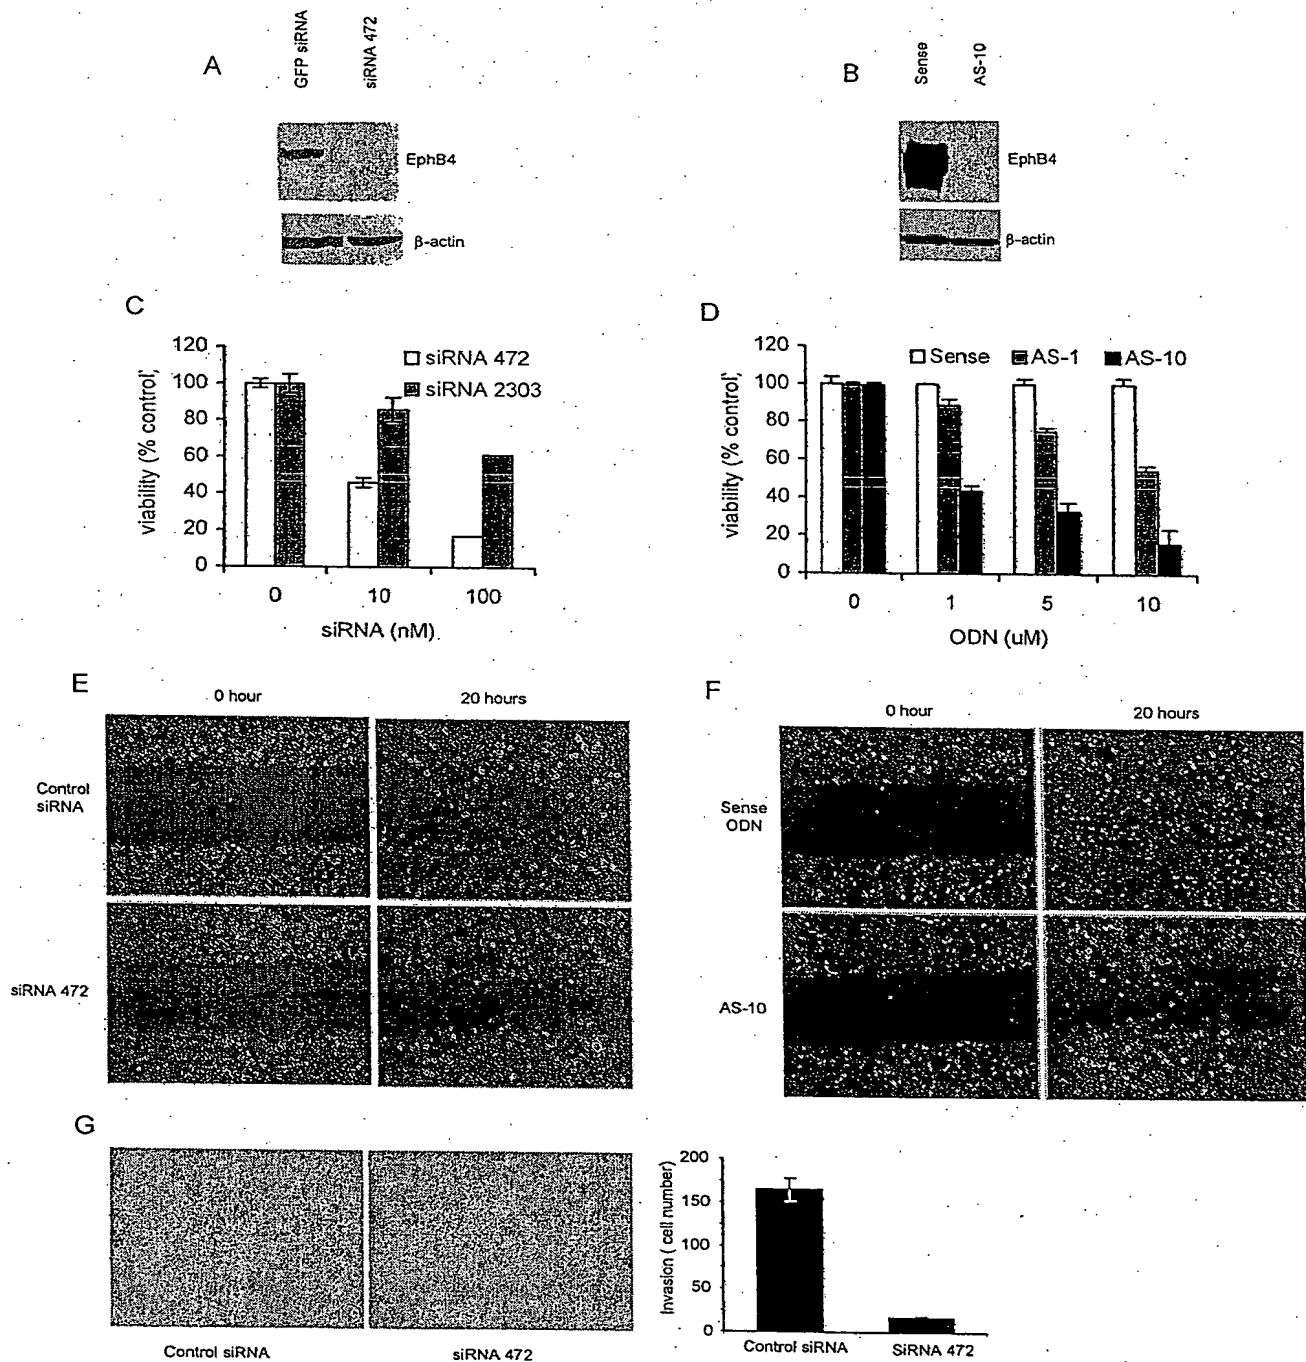 A
GFP siRNA
siRNA 472
EphB4
β-actin
B
Sense
AS-10
EphB4
β-actin
C
viability (% control)
120
100
80
60
40
20
0
siRNA 472
siRNA 2303
0 10 100
siRNA (nM)
D
viability (% control)
120
100
80
60
40
20
0
Sense AS-1 AS-10
0 1 5 10
ODN (uM)
E
0 hour 20 hours
Control
siRNA
siRNA 472
F
0 hour 20 hours
Sense
ODN
AS-10
G
Control siRNA siRNA 472
Invasion ( cell number)
200
150
100
50
0
Control siRNA SiRNA 472